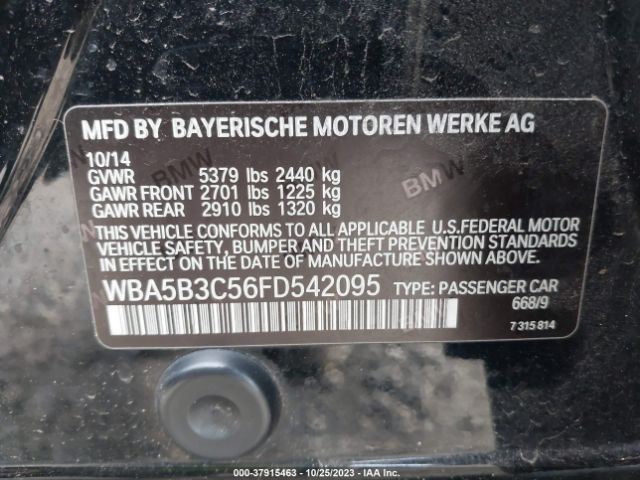 MFD BY BAYERISCHE MOTOREN WERKE AG
10/14
GVWR 5379 lbs 2440 kg
GAWR FRONT 2701 lbs 1225 kg
GAWR REAR 2910 lbs 1320 kg
THIS VEHICLE CONFORMS TO ALL APPLICABLE U.S.FEDERAL MOTOR
VEHICLE SAFETY, BUMPER AND THEFT PREVENTION STANDARDS
IN EFFECT ON THE DATE OF MANUFACTURE SHOWN ABOVE.
WBA5B3C56FD542095 TYPE: PASSENGER CAR
668/9
7 315 814
BMW
BMW
000-37915463 - 10/25/2023 - IAA Inc.